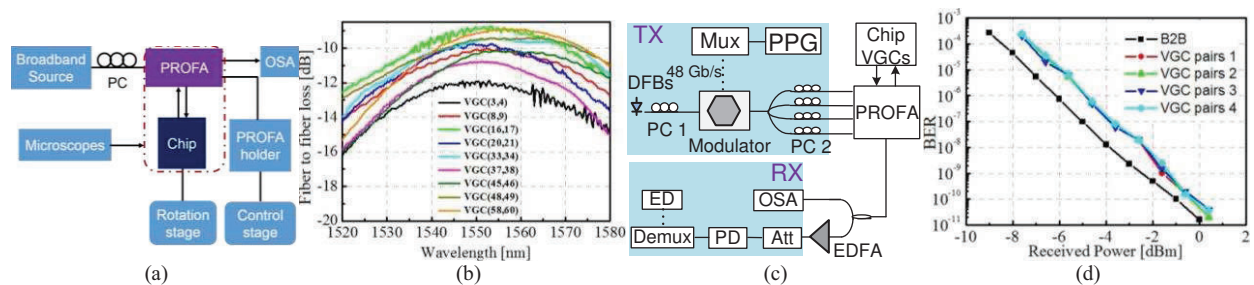 Broadband
Source
PC
PROFA
OSA
Microscopes
Chip
PROFA
holder
Rotation
stage
Control
stage
(a)
Fiber to fiber loss [dB]
-10
-12
-14
-16
-18
-20
VGC(3,4)
VGC(8,9)
VGC(16,17)
VGC(20,21)
VGC(33,34)
VGC(37,38)
VGC(45,46)
VGC(48,49)
VGC(58,60)
1520
1530
1540
1550
1560
1570
1580
Wavelength [nm]
(b)
TX
Mux
PPG
Chip
VGCs
DFBs
48 Gb/s
PC 1
Modulator
PC 2
PROFA
RX
ED
OSA
Demux
PD
Att
EDFA
(c)
BER
10-3
10-4
10-5
10-6
10-7
10-8
10-9
10-10
10-11
B2B
VGC pairs 1
VGC pairs 2
VGC pairs 3
VGC pairs 4
-10
-8
-6
-4
-2
0
2
Received Power [dBm]
(d)